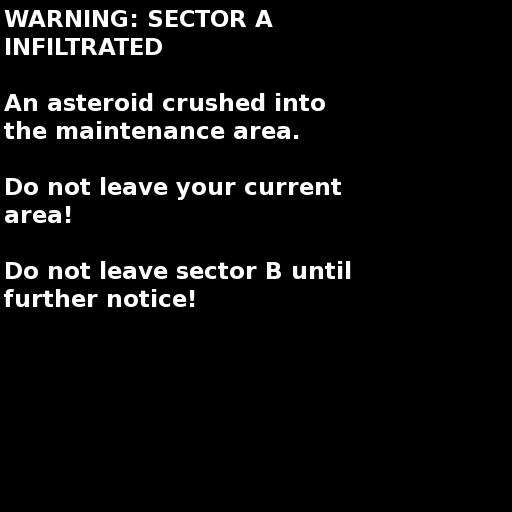 WARNING: SECTOR A
INFILTRATED
An asteroid crushed into
the maintenance area.
Do not leave your current
area!
Do not leave sector B until
further notice!